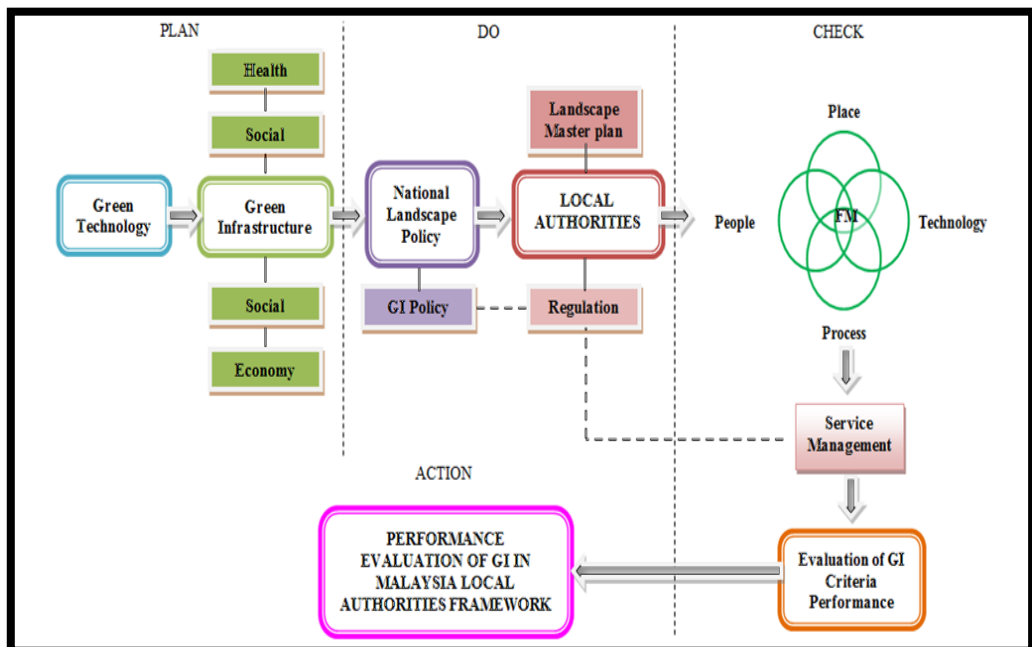 PLAN
Health
Social
Green
Technology
Green
Infrastructure
Social
Economy
DO
Landscape
Master plan
National
Landscape
Policy
LOCAL
AUTHORITIES
GI Policy
Regulation
CHECK
Place
People
FM
Technology
Process
Service
Management
Evaluation of GI
Criteria
Performance
ACTION
PERFORMANCE
EVALUATION OF GI IN
MALAYSIA LOCAL
AUTHORITIES FRAMEWORK